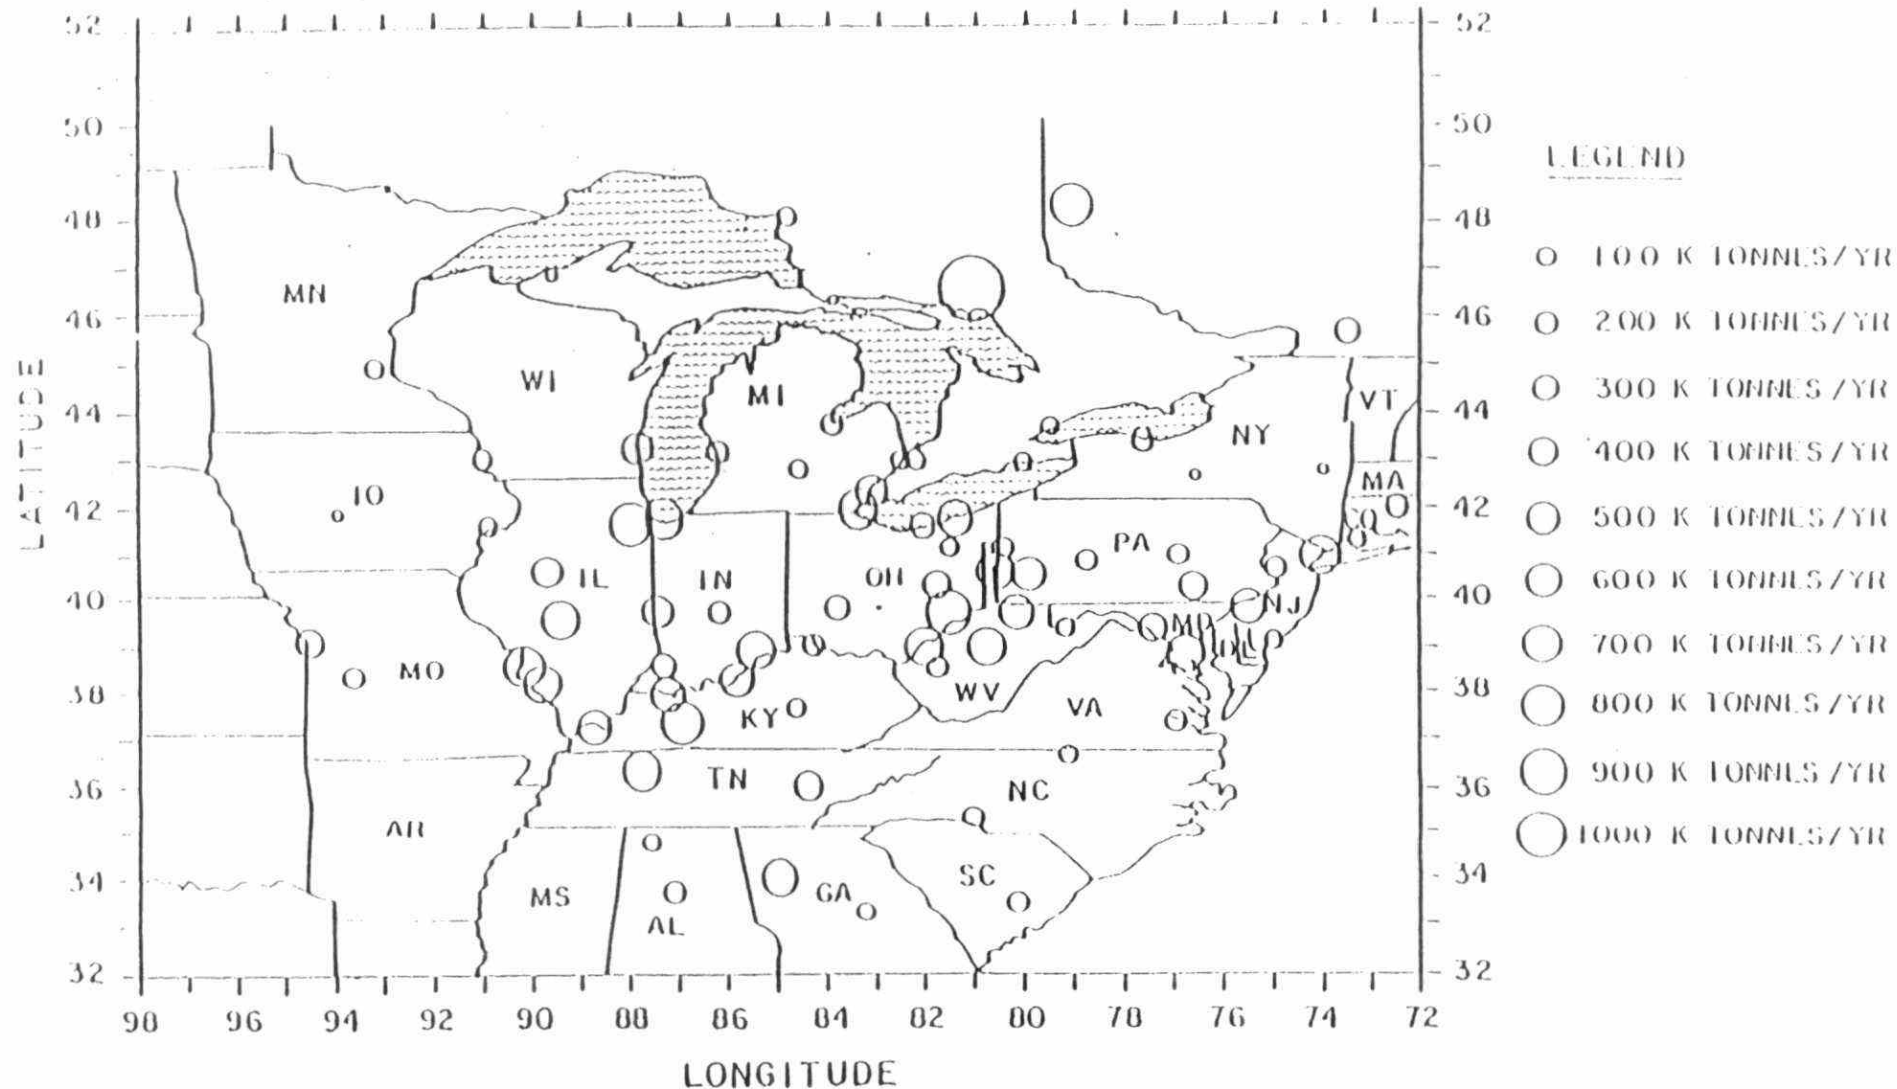 52 52
50 50
LEGEND
48 48
100 K TONNES/YR
MN
200 K TONNES/YR
46 46
WI
MI
300 K TONNES/YR
VT
44 44
NY
400 K TONNES/YR
IO
MA
42 42
CO
500 K TONNES/YR
PA
IL IN OH
600 K TONNES/YR
40 40
NJ
MD
DEL
700 K TONNES/YR
MO
WV
38 38
KY
VA
800 K TONNES/YR
TN
NC
900 K TONNES/YR
36 36
AR
1000 K TONNES/YR
SC
34 34
MS
GA
AL
32 32
98 96 94 92 90 88 86 84 82 80 78 76 74 72
LATITUDE
LONGITUDE